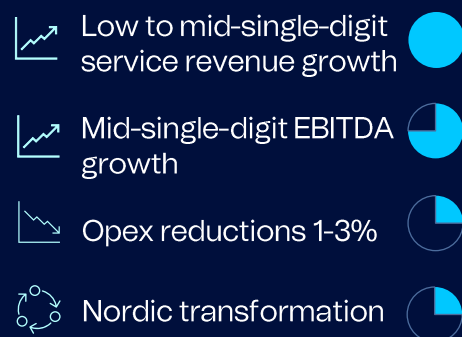 Low to mid-single-digit
service revenue growth
Mid-single-digit EBITDA
growth
Opex reductions 1-3%
Nordic transformation